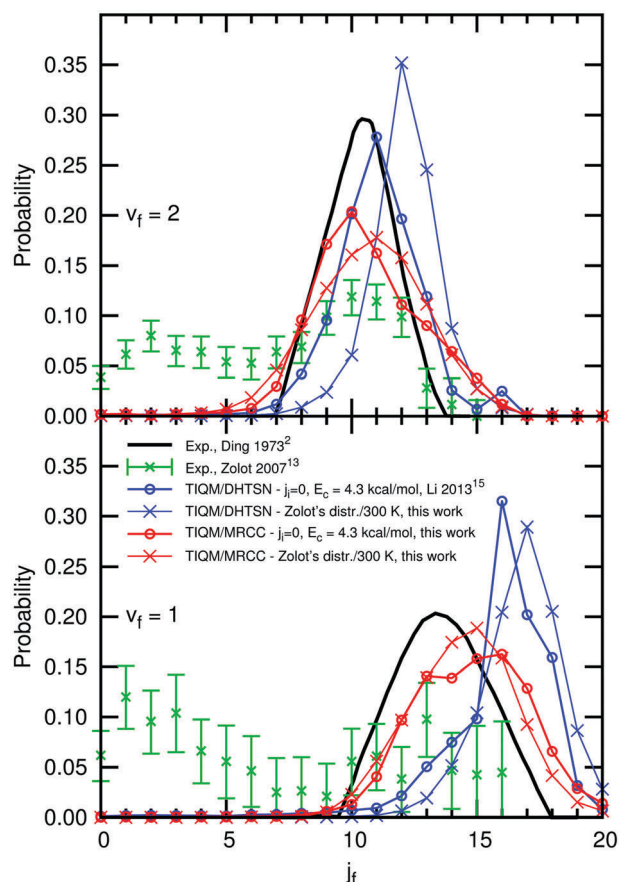 0.35
0.30
0.25
0.20
0.15
0.10
0.05
0.00
Probability
v_f = 2
Exp., Ding 1973²
Exp., Zolot 2007¹³
TIQM/DHTSN - j_i=0, E_c = 4.3 kcal/mol, Li 2013¹⁵
TIQM/DHTSN - Zolot's distr./300 K, this work
TIQM/MRCC - j_i=0, E_c = 4.3 kcal/mol, this work
TIQM/MRCC - Zolot's distr./300 K, this work
0.35
0.30
0.25
0.20
0.15
0.10
0.05
0.00
Probability
v_f = 1
0 5 10 15 20
j_f